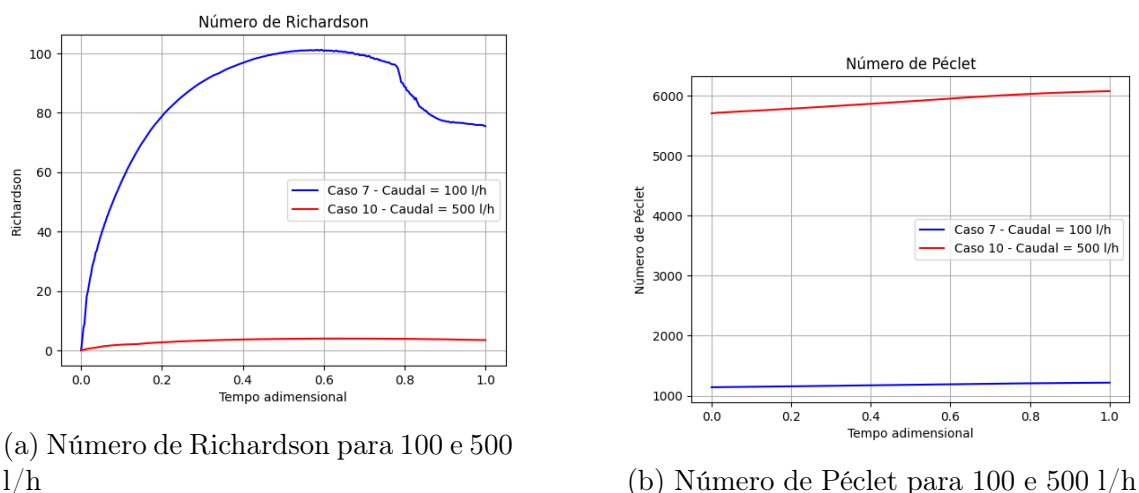 Número de Richardson
100
80
60
40
20
0
Richardson
Caso 7 - Caudal = 100 l/h
Caso 10 - Caudal = 500 l/h
0.0 0.2 0.4 0.6 0.8 1.0
Tempo adimensional
(a) Número de Richardson para 100 e 500
l/h
Número de Péclet
6000
5000
4000
3000
2000
1000
Número de Péclet
Caso 7 - Caudal = 100 l/h
Caso 10 - Caudal = 500 l/h
0.0 0.2 0.4 0.6 0.8 1.0
Tempo adimensional
(b) Número de Péclet para 100 e 500 l/h